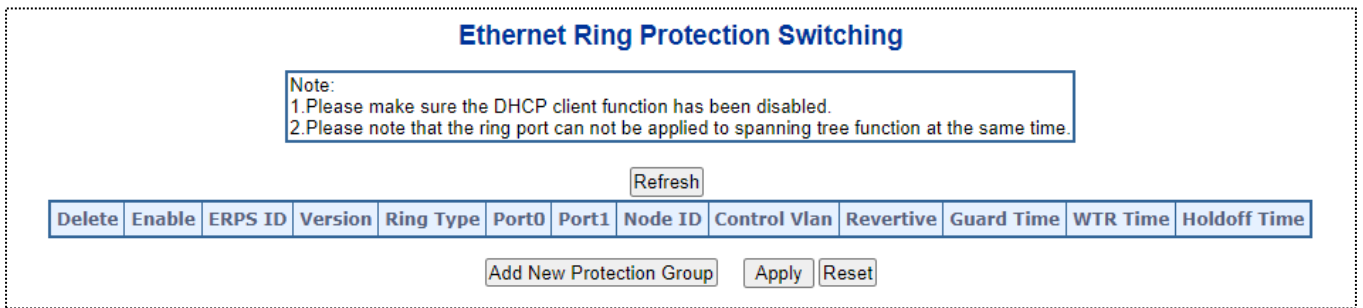 Ethernet Ring Protection Switching
Note:
1.Please make sure the DHCP client function has been disabled.
2.Please note that the ring port can not be applied to spanning tree function at the same time.
Refresh
Delete Enable ERPS ID Version Ring Type Port0 Port1 Node ID Control Vlan Revertive Guard Time WTR Time Holdoff Time
Add New Protection Group Apply Reset